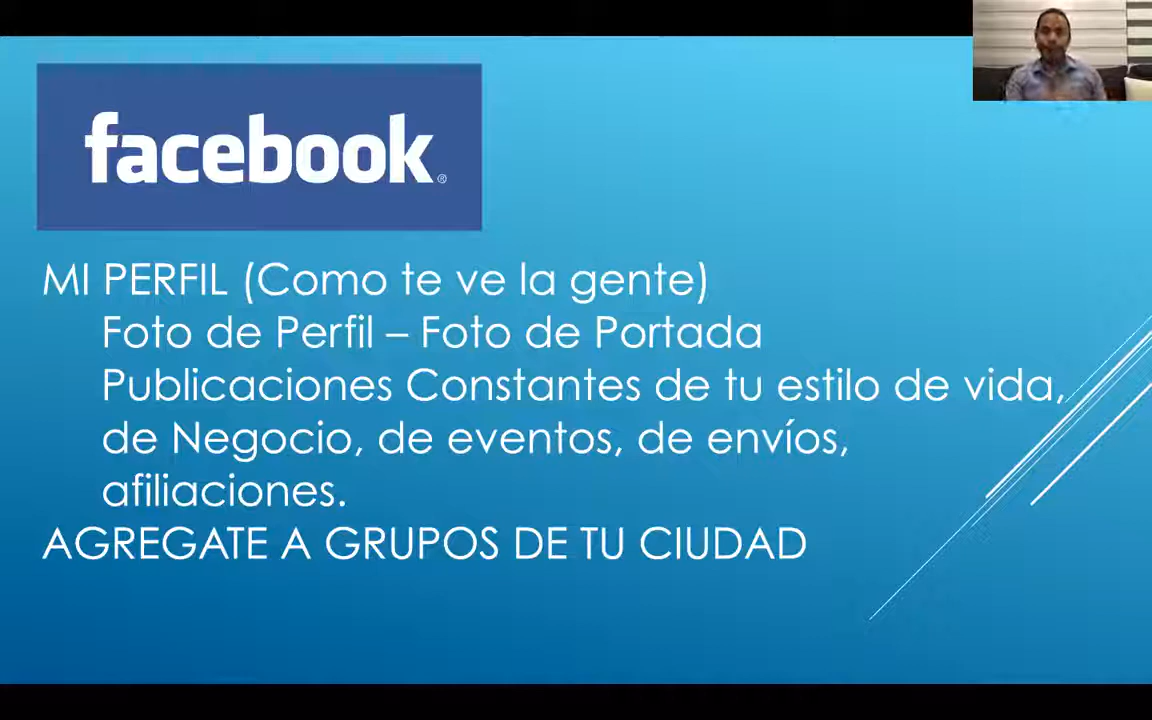 facebook®
MI PERFIL (Como te ve la gente)
Foto de Perfil – Foto de Portada
Publicaciones Constantes de tu estilo de vida,
de Negocio, de eventos, de envíos,
afiliaciones.
AGREGATE A GRUPOS DE TU CIUDAD